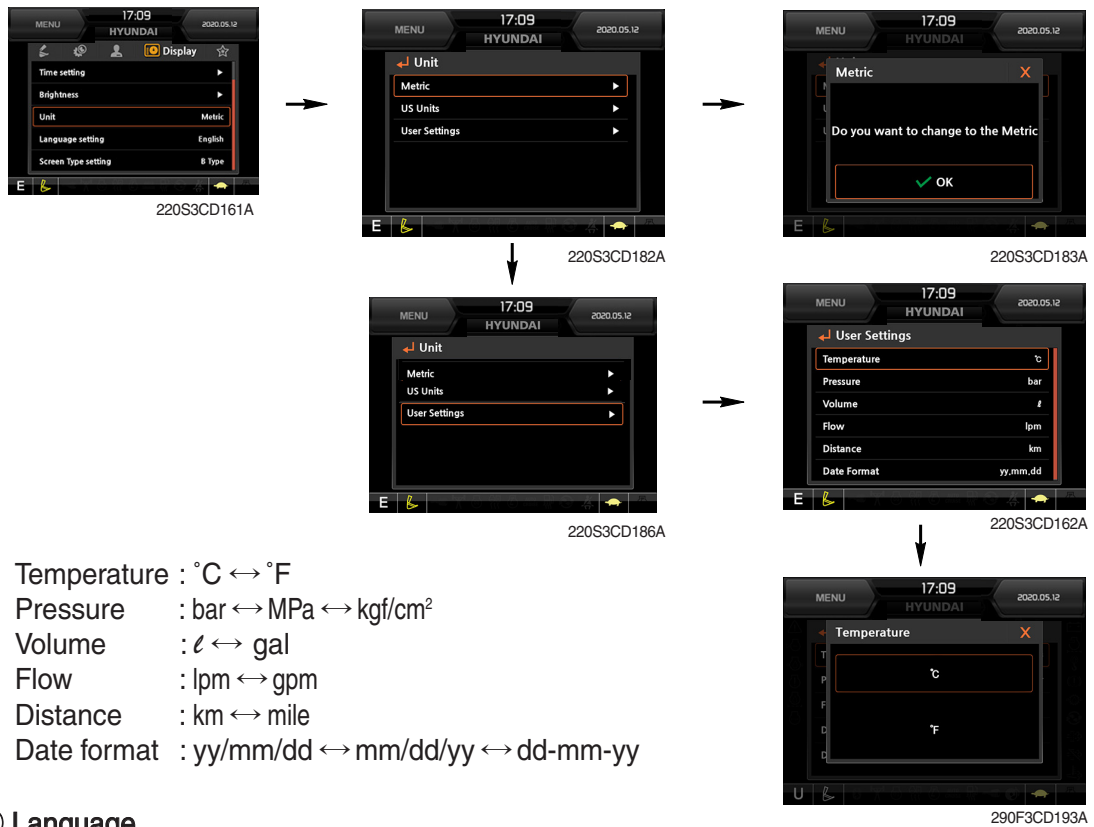 MENU 17:09 2020.05.12
HYUNDAI
Display
Time setting
Brightness
Unit Metric
Language setting English
Screen Type setting B Type
E
220S3CD161A
MENU 17:09 2020.05.12
HYUNDAI
Unit
Metric
US Units
User Settings
E
220S3CD182A
MENU 17:09 2020.05.12
HYUNDAI
Metric X
Do you want to change to the Metric
OK
E
220S3CD183A
MENU 17:09 2020.05.12
HYUNDAI
Unit
Metric
US Units
User Settings
E
220S3CD186A
MENU 17:09 2020.05.12
HYUNDAI
User Settings
Temperature ℃
Pressure bar
Volume ℓ
Flow lpm
Distance km
Date Format yy,mm,dd
E
220S3CD162A
MENU 17:09 2020.05.12
HYUNDAI
Temperature X
℃
℉
U
290F3CD193A
Temperature : ˚C ↔ ˚F
Pressure : bar ↔ MPa ↔ kgf/cm²
Volume : ℓ ↔ gal
Flow : lpm ↔ gpm
Distance : km ↔ mile
Date format : yy/mm/dd ↔ mm/dd/yy ↔ dd-mm-yy
Language